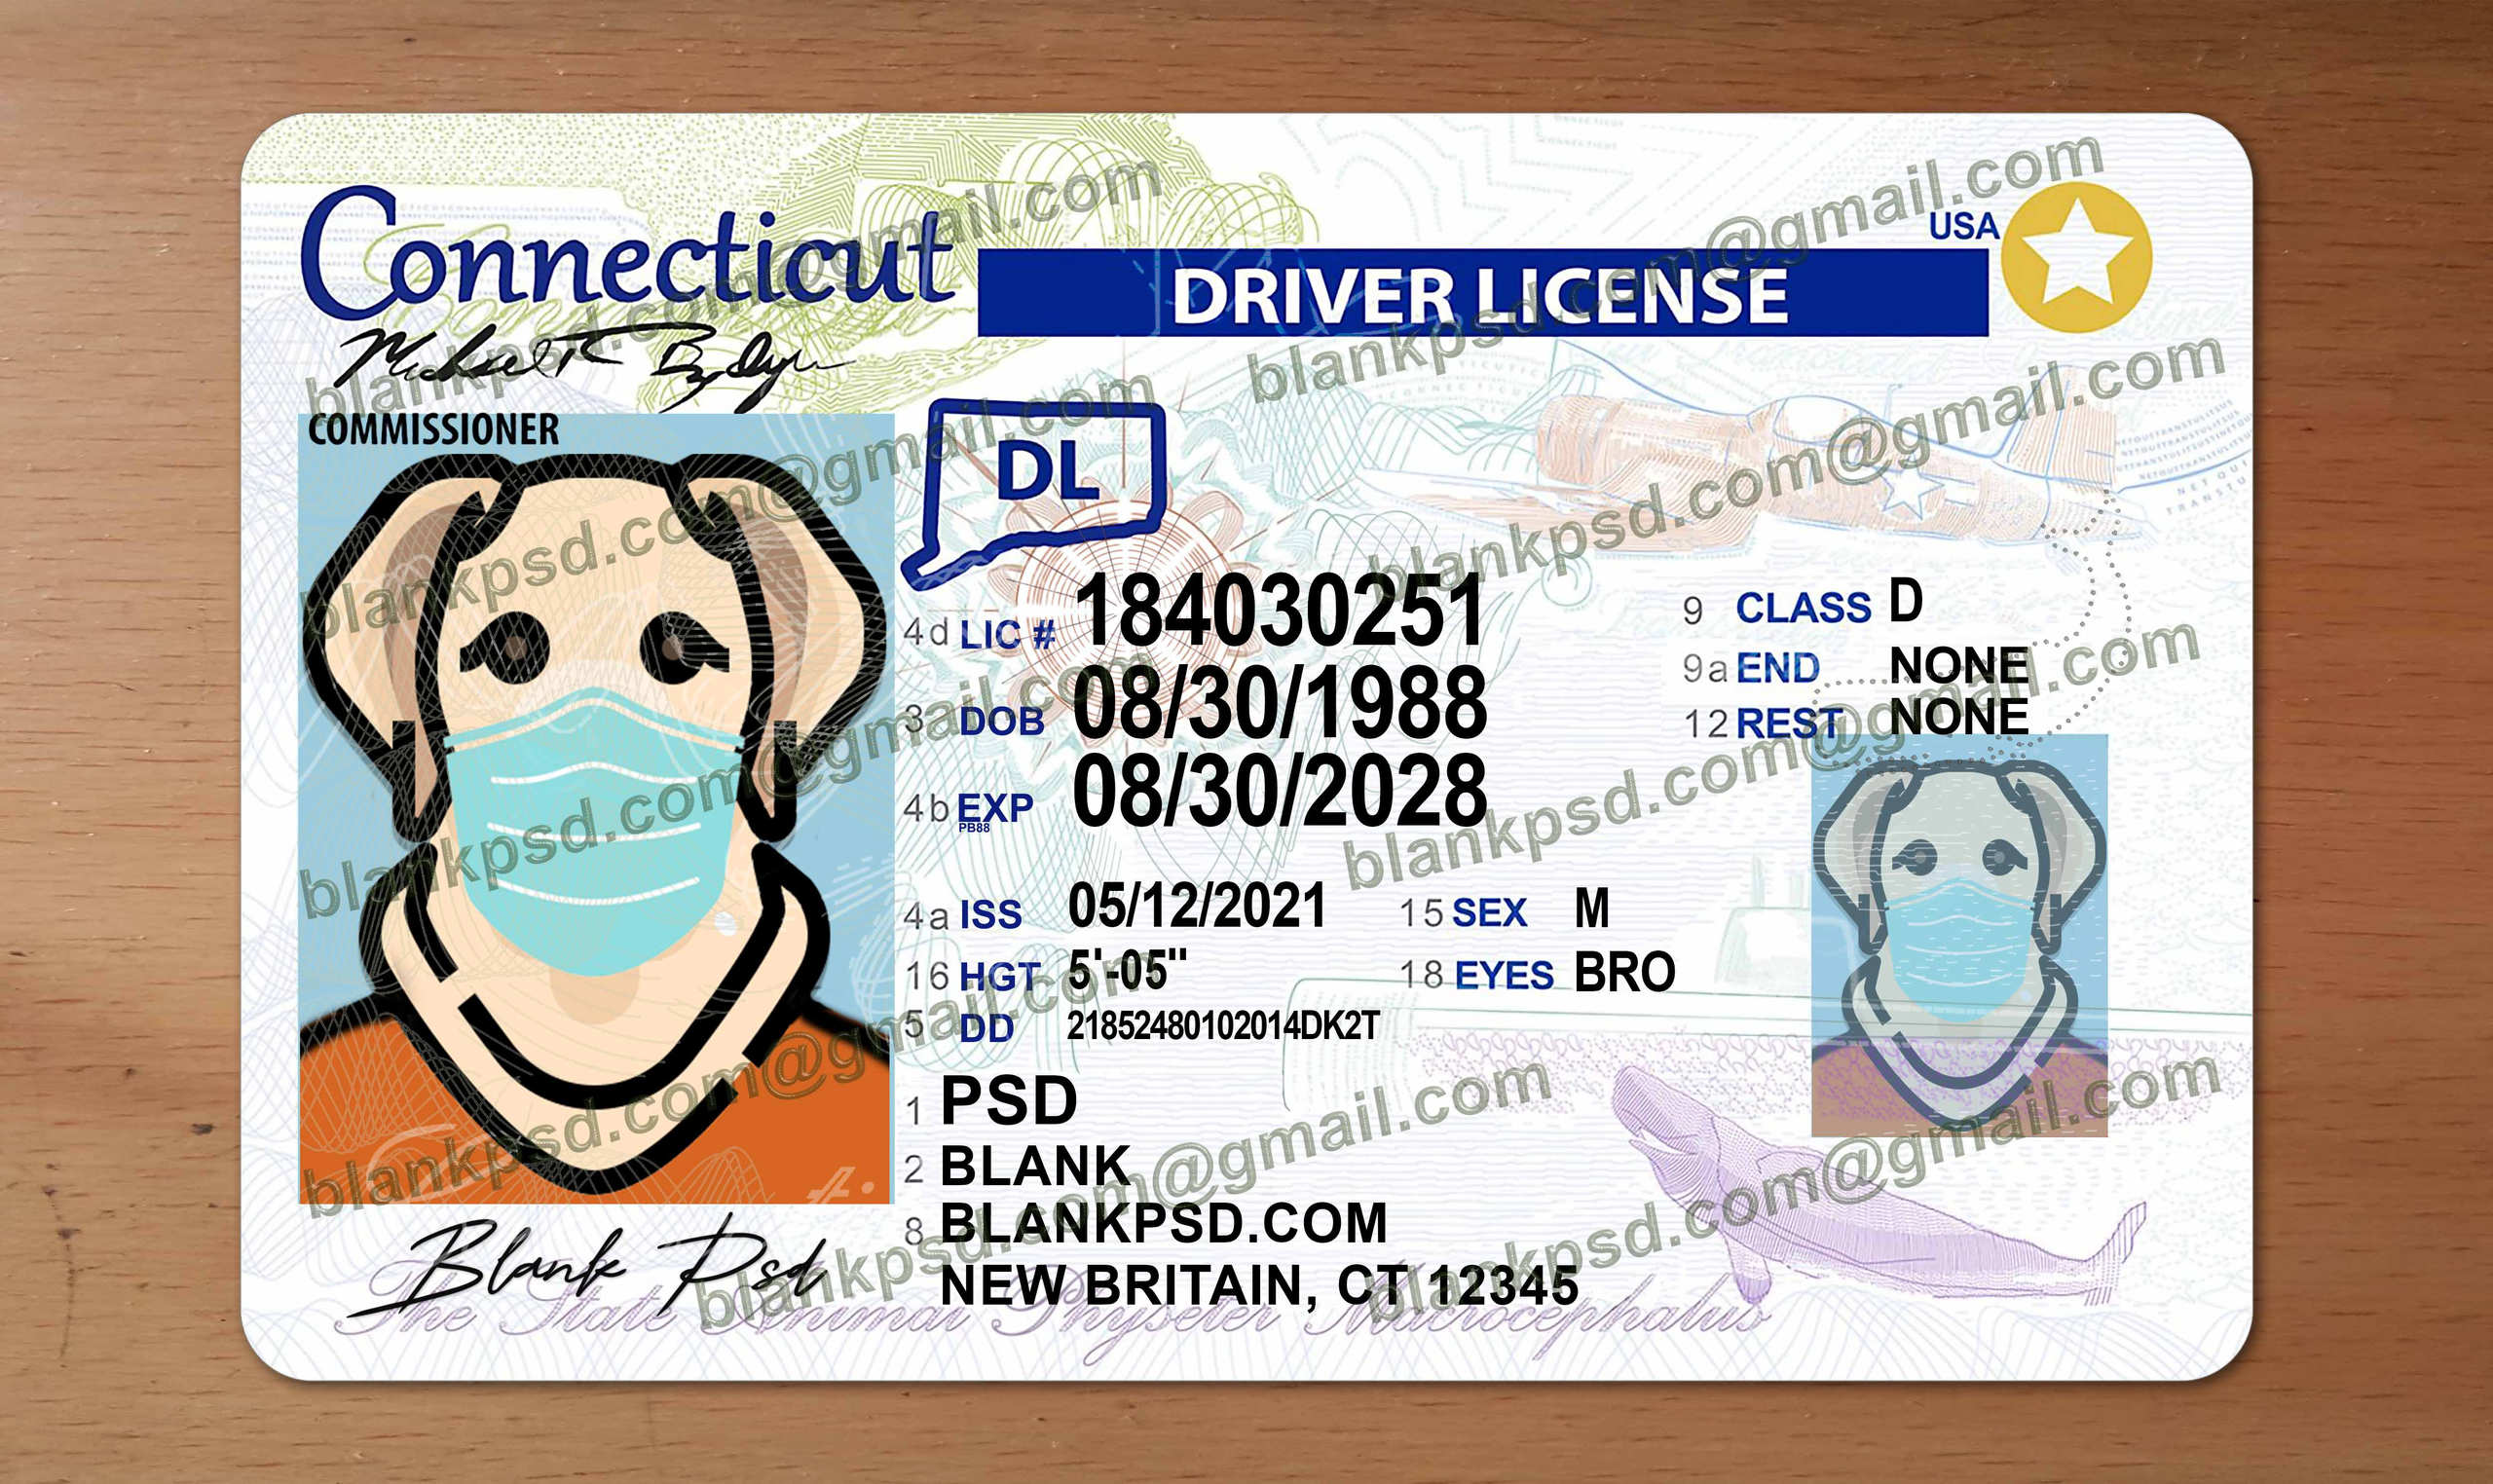 Connecticut
USA
DRIVER LICENSE
COMMISSIONER
DL
4d LIC # 184030251
9 CLASS D
9a END NONE
3 DOB 08/30/1988
12 REST NONE
4b EXP 08/30/2028
PB88
4a ISS 05/12/2021
15 SEX M
16 HGT 5'-05"
18 EYES BRO
5 DD 21852480102014DK2T
1 PSD
2 BLANK
8 BLANKPSD.COM
NEW BRITAIN, CT 12345
Blank Psd
The State Animal Physeter Macrocephalus
blankpsd.com@gmail.com
blankpsd.com@gmail.com
blankpsd.com@gmail.com
blankpsd.com@gmail.com
blankpsd.com@gmail.com
blankpsd.com@gmail.com
blankpsd.com@gmail.com
blankpsd.com@gmail.com
blankpsd.com@gmail.com